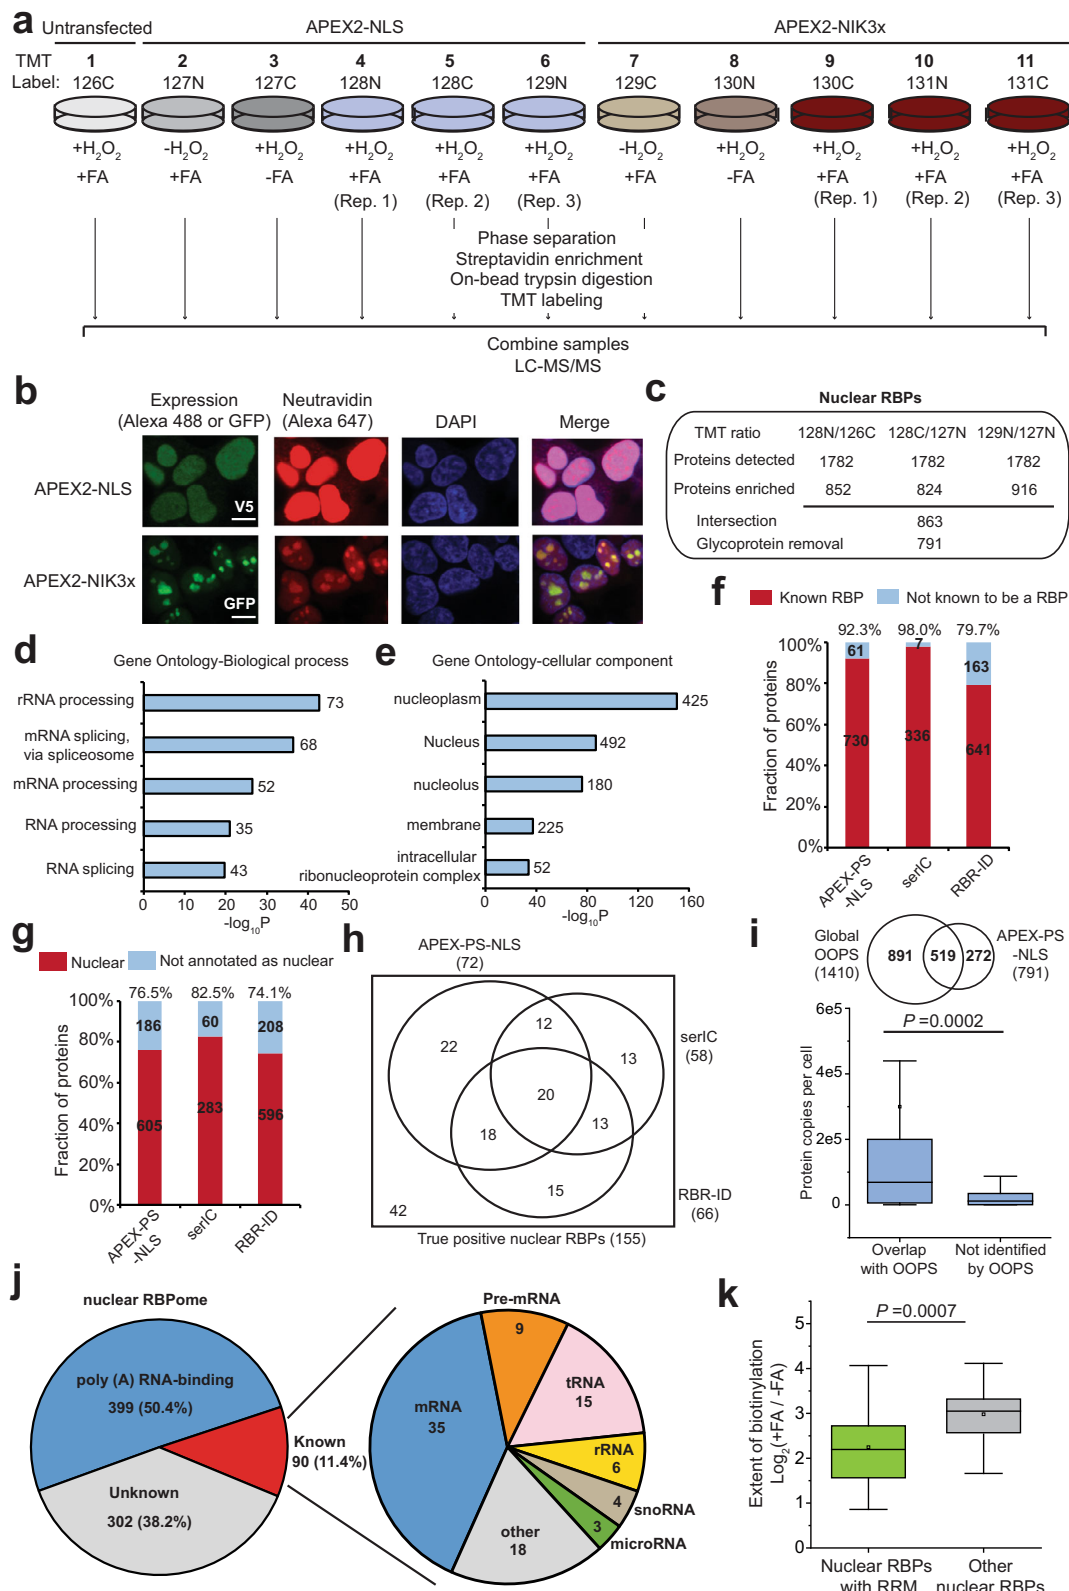 a
Untransfected APEX2-NLS APEX2-NIK3x
TMT 1 2 3 4 5 6 7 8 9 10 11
Label: 126C 127N 127C 128N 128C 129N 129C 130N 130C 131N 131C
+H2O2 -H2O2 +H2O2 +H2O2 +H2O2 +H2O2 -H2O2 +H2O2 +H2O2 +H2O2 +H2O2
+FA +FA -FA +FA +FA +FA +FA -FA +FA +FA +FA
(Rep. 1) (Rep. 2) (Rep. 3) (Rep. 1) (Rep. 2) (Rep. 3)
Phase separation
Streptavidin enrichment
On-bead trypsin digestion
TMT labeling
Combine samples
LC-MS/MS
b
Expression
(Alexa 488 or GFP)
Neutravidin
(Alexa 647)
DAPI
Merge
APEX2-NLS
V5
APEX2-NIK3x
GFP
c
Nuclear RBPs
TMT ratio 128N/126C 128C/127N 129N/127N
Proteins detected 1782 1782 1782
Proteins enriched 852 824 916
Intersection 863
Glycoprotein removal 791
d
Gene Ontology-Biological process
rRNA processing 73
mRNA splicing,
via spliceosome 68
mRNA processing 52
RNA processing 35
RNA splicing 43
0 10 20 30 40 50
-log10P
e
Gene Ontology-cellular component
nucleoplasm 425
Nucleus 492
nucleolus 180
membrane 225
intracellular
ribonucleoprotein complex 52
0 40 80 120 160
-log10P
f
Known RBP Not known to be a RBP
92.3% 98.0% 79.7%
100%
80%
60%
40%
20%
0%
Fraction of proteins
61 7 163
730 336 641
APEX-PS
-NLS
serIC
RBR-ID
g
Nuclear Not annotated as nuclear
76.5% 82.5% 74.1%
100%
80%
60%
40%
20%
0%
Fraction of proteins
186 60 208
605 283 596
APEX-PS
-NLS
serIC
RBR-ID
h
APEX-PS-NLS
(72)
serIC
(58)
RBR-ID
(66)
12
22
13
20
18
13
15
42
True positive nuclear RBPs (155)
i
Global
OOPS
(1410)
891 519 272
APEX-PS
-NLS
(791)
P =0.0002
6e5
4e5
2e5
0
Protein copies per cell
Overlap
with OOPS
Not identified
by OOPS
j
nuclear RBPome
poly (A) RNA-binding
399 (50.4%)
Known
90 (11.4%)
Unknown
302 (38.2%)
Pre-mRNA
9
tRNA
15
mRNA
35
rRNA
6
4
snoRNA
3
microRNA
other
18
k
P =0.0007
5
4
3
2
1
0
Extent of biotinylation
Log2(+FA / -FA)
Nuclear RBPs
with RRM
Other
nuclear RBPs